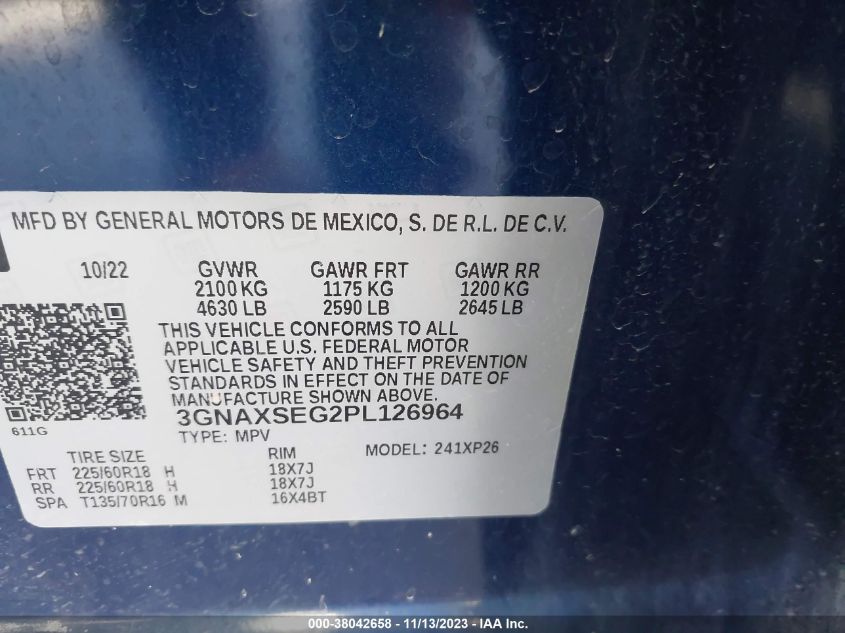 MFD BY GENERAL MOTORS DE MEXICO, S. DE R.L. DE C.V.
10/22 GVWR GAWR FRT GAWR RR
2100 KG 1175 KG 1200 KG
4630 LB 2590 LB 2645 LB
THIS VEHICLE CONFORMS TO ALL
APPLICABLE U.S. FEDERAL MOTOR
VEHICLE SAFETY AND THEFT PREVENTION
STANDARDS IN EFFECT ON THE DATE OF
MANUFACTURE SHOWN ABOVE.
3GNAXSEG2PL126964
611G
TYPE: MPV
TIRE SIZE RIM MODEL: 241XP26
FRT 225/60R18 H 18X7J
RR 225/60R18 H 18X7J
SPA T135/70R16 M 16X4BT
000-38042658 - 11/13/2023 - IAA Inc.